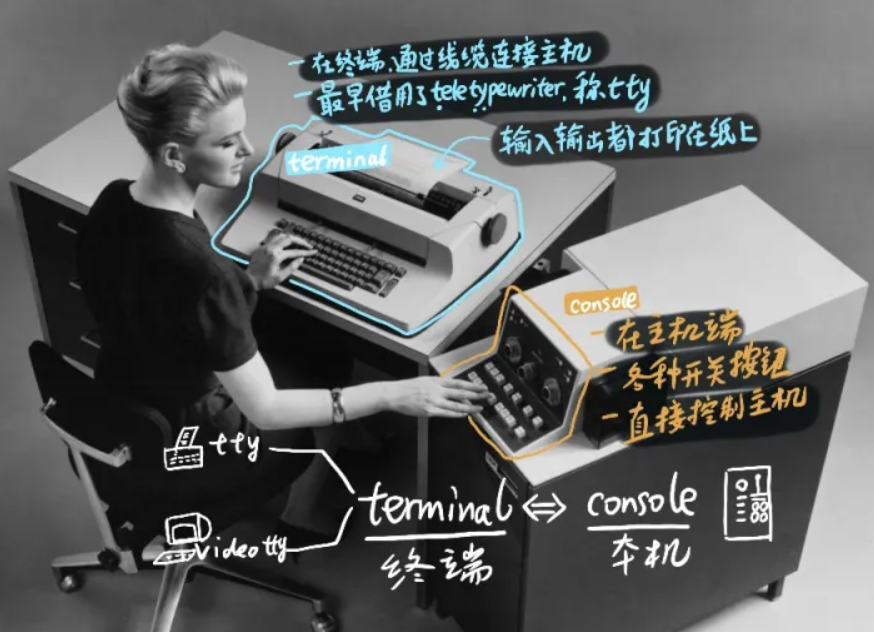 - 在终端,通过线缆连接主机
- 最早借用了teletypewriter,称tty
输入输出都打印在纸上
terminal
console
- 在主机端
- 各种开关按钮
- 直接控制主机
tty
videotty
terminal ⇔ console
终端 本机